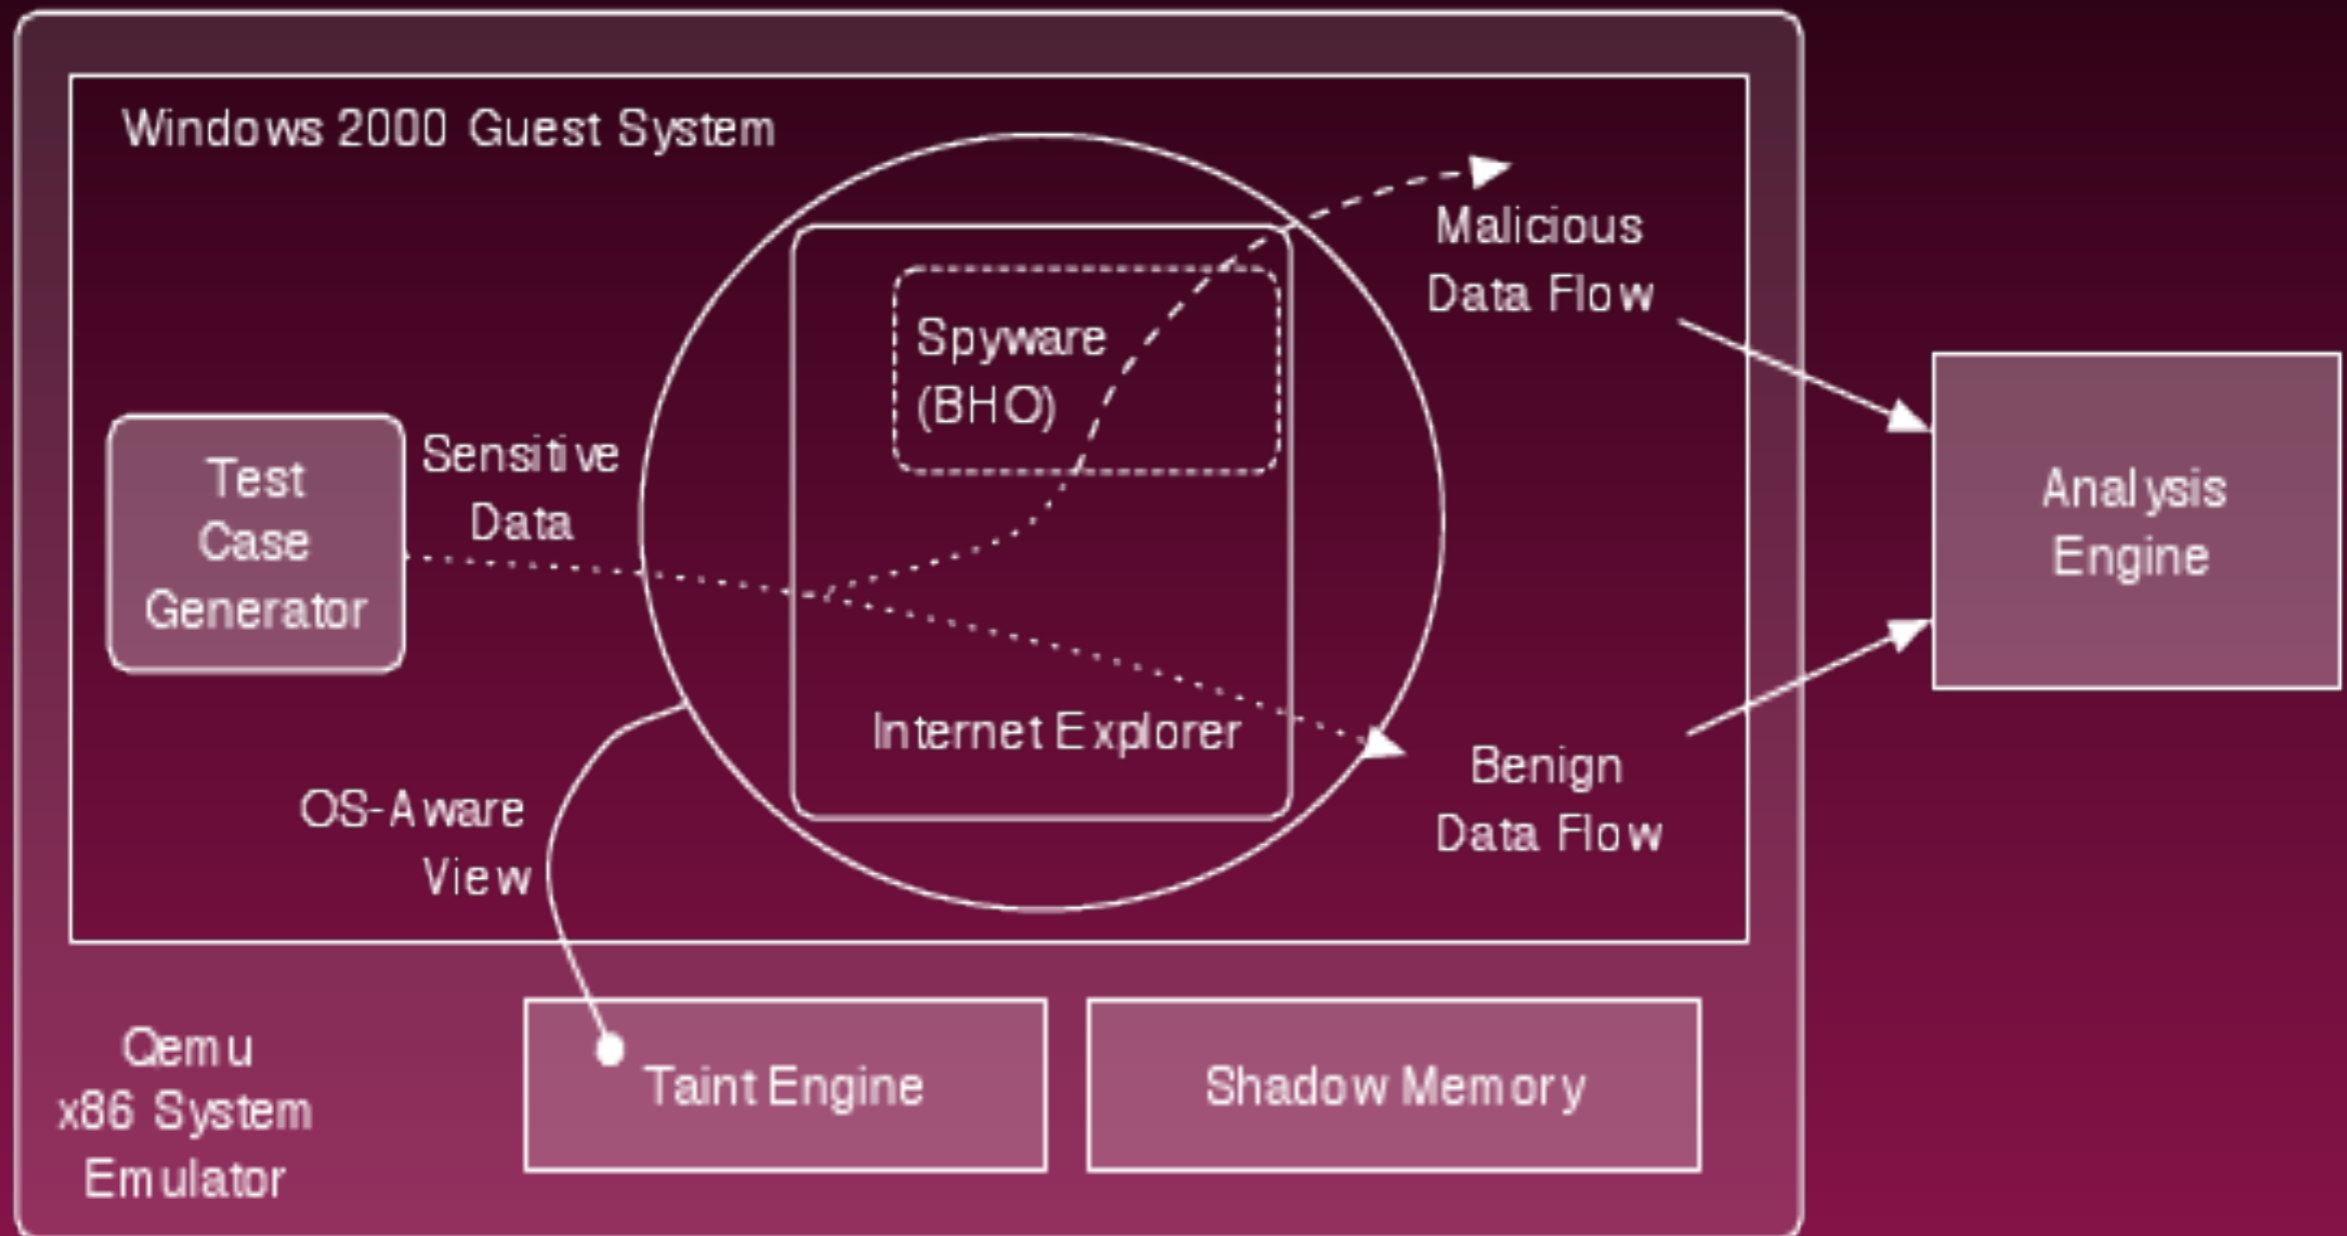 Windows 2000 Guest System
Malicious
Data Flow
Spyware
(BHO)
Sensitive
Data
Test
Case
Generator
Analysis
Engine
Internet Explorer
Benign
Data Flow
OS-Aware
View
Qemu
x86 System
Emulator
Taint Engine
Shadow Memory